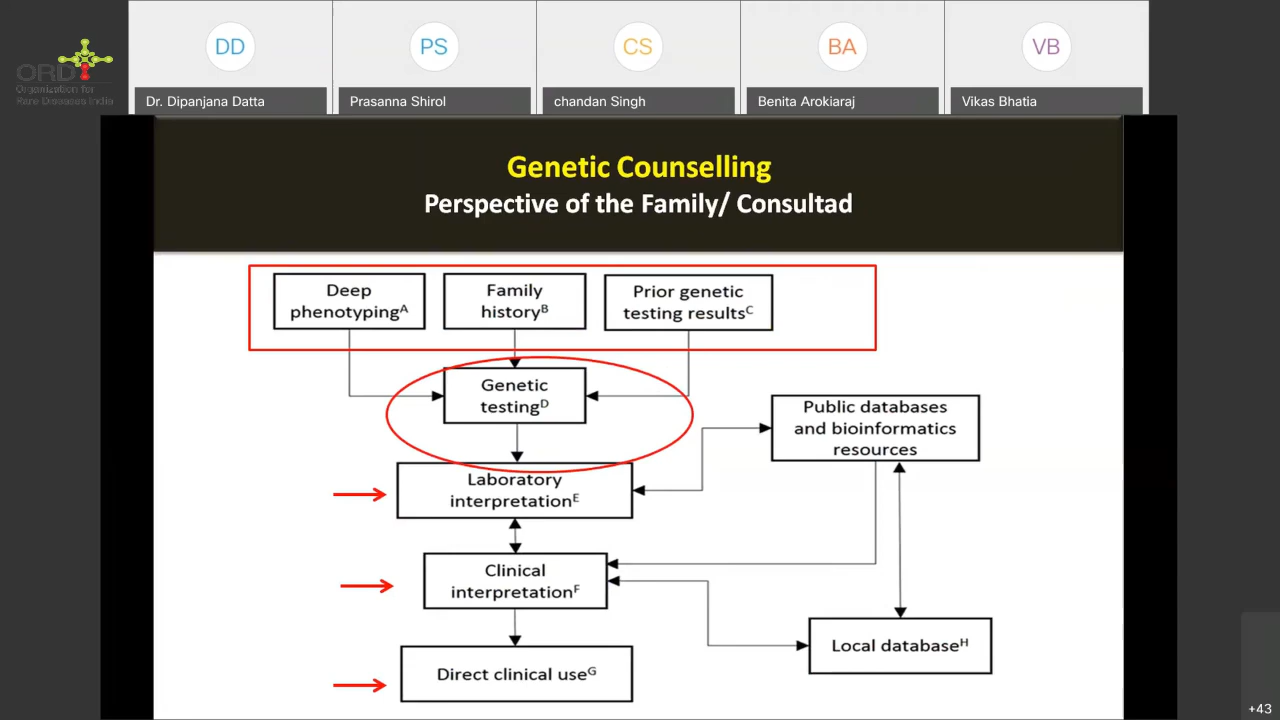 DD
PS
CS
BA
VB
ORDI
Organization for
Rare Diseases India
Dr. Dipanjana Datta
Prasanna Shirol
chandan Singh
Benita Arokiaraj
Vikas Bhatia
Genetic Counselling
Perspective of the Family/ Consultad
Deep
phenotypingA
Family
historyB
Prior genetic
testing resultsC
Genetic
testingD
Public databases
and bioinformatics
resources
Laboratory
interpretationE
Clinical
interpretationF
Local databaseH
Direct clinical useG
+43